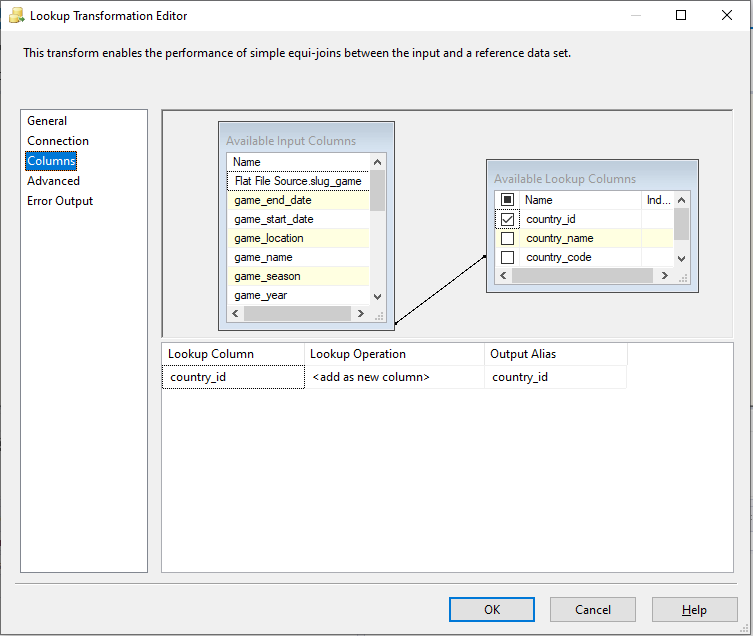 Lookup Transformation Editor
This transform enables the performance of simple equi-joins between the input and a reference data set.
General
Connection
Columns
Advanced
Error Output
Available Input Columns
Name
Flat File Source.slug_game
game_end_date
game_start_date
game_location
game_name
game_season
game_year
Available Lookup Columns
Name Ind...
country_id
country_name
country_code
Lookup Column Lookup Operation Output Alias
country_id <add as new column> country_id
OK Cancel Help